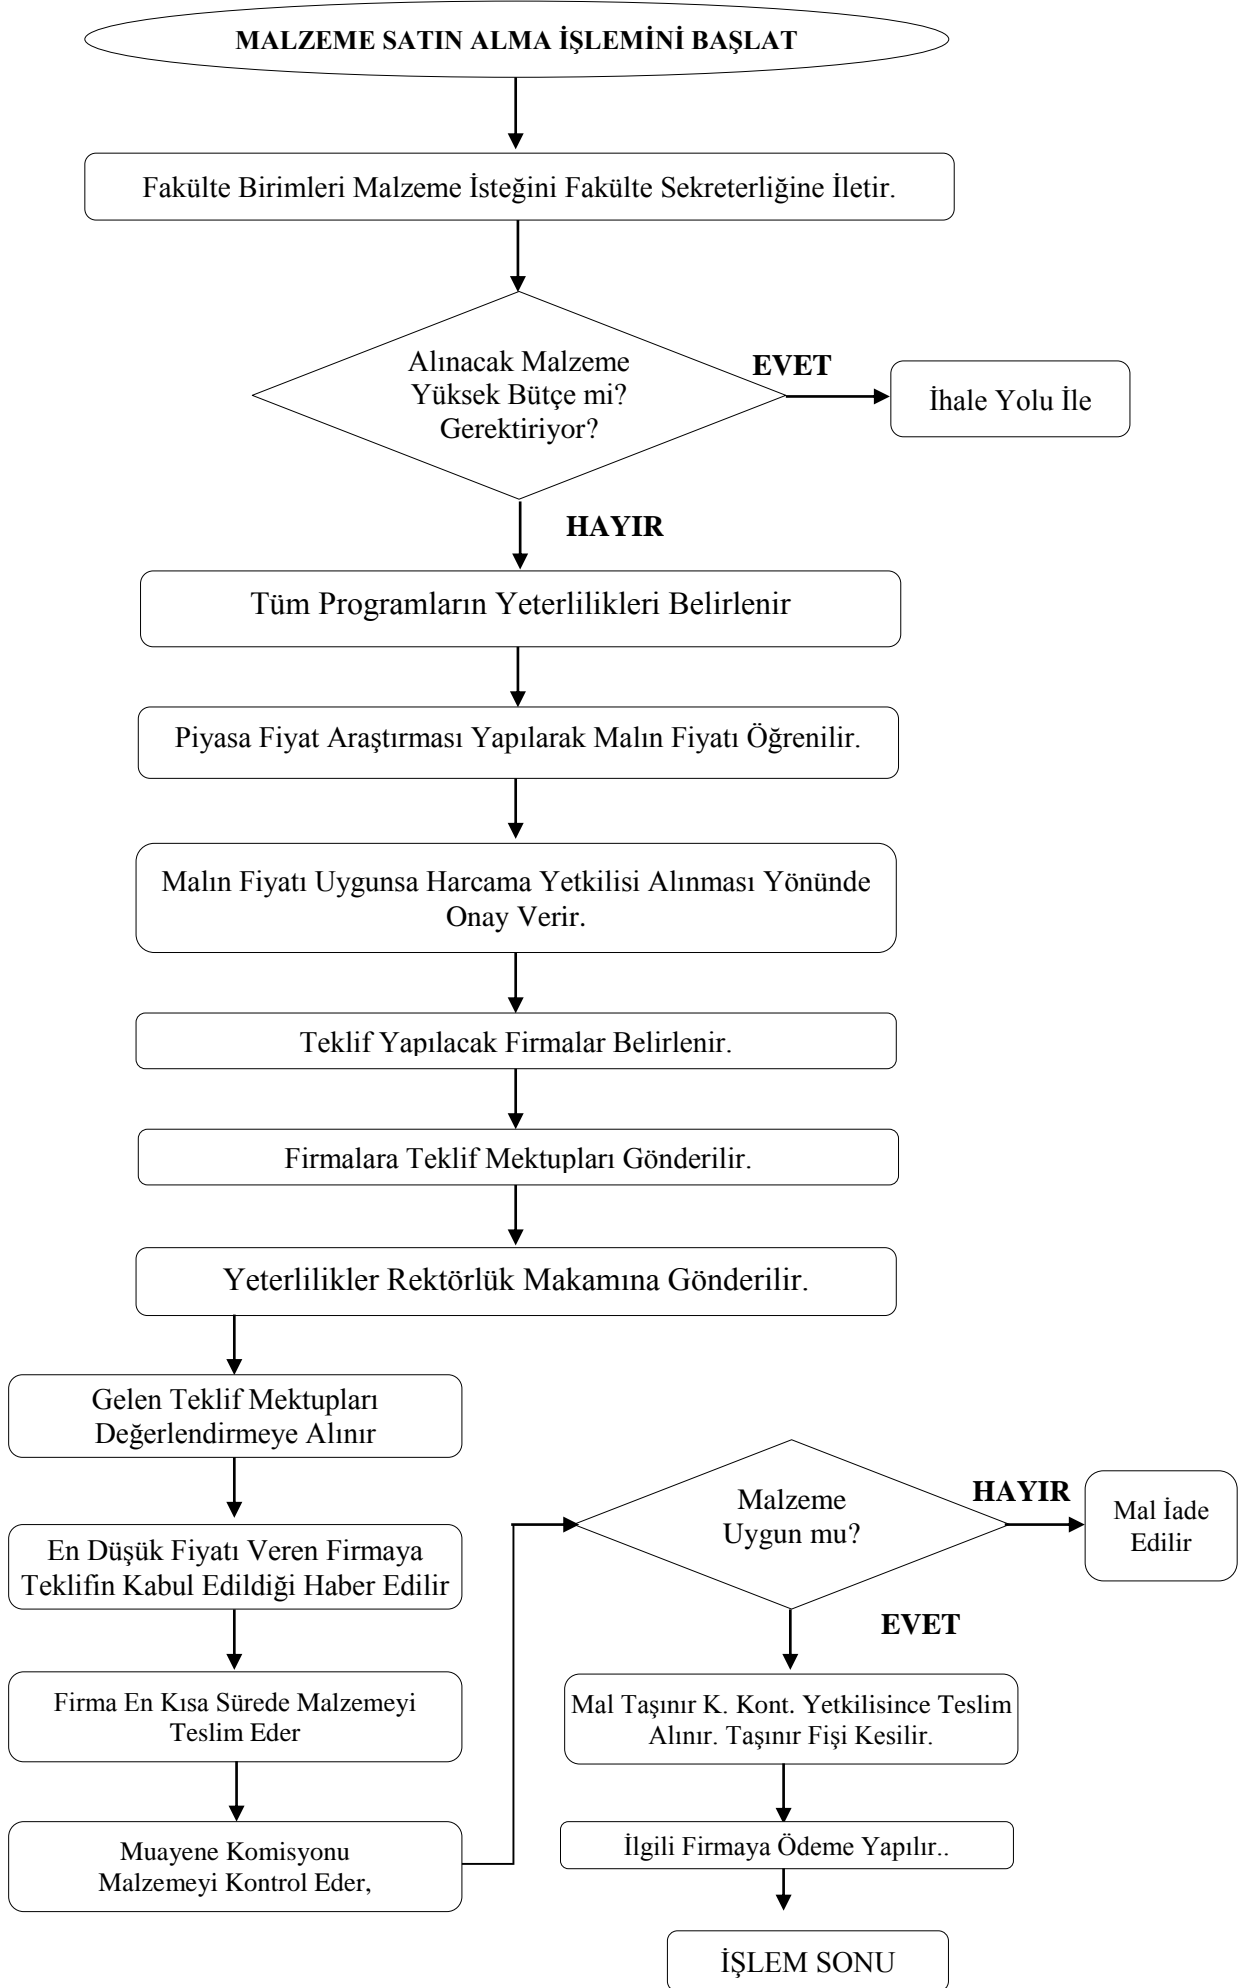 MALZEME SATIN ALMA İŞLEMİNİ BAŞLAT
Fakülte Birimleri Malzeme İsteğini Fakülte Sekreterliğine İletir.
Alınacak Malzeme
Yüksek Bütçe mi?
Gerektiriyor?
EVET
İhale Yolu İle
HAYIR
Tüm Programların Yeterlilikleri Belirlenir
Piyasa Fiyat Araştırması Yapılarak Malın Fiyatı Öğrenilir.
Malın Fiyatı Uygunsa Harcama Yetkilisi Alınması Yönünde
Onay Verir.
Teklif Yapılacak Firmalar Belirlenir.
Firmalara Teklif Mektupları Gönderilir.
Yeterlilikler Rektörlük Makamına Gönderilir.
Gelen Teklif Mektupları
Değerlendirmeye Alınır
En Düşük Fiyatı Veren Firmaya
Teklifin Kabul Edildiği Haber Edilir
Firma En Kısa Sürede Malzemeyi
Teslim Eder
Muayene Komisyonu
Malzemeyi Kontrol Eder,
Malzeme
Uygun mu?
HAYIR
Mal İade
Edilir
EVET
Mal Taşınır K. Kont. Yetkilisince Teslim
Alınır. Taşınır Fişi Kesilir.
İlgili Firmaya Ödeme Yapılır..
İŞLEM SONU